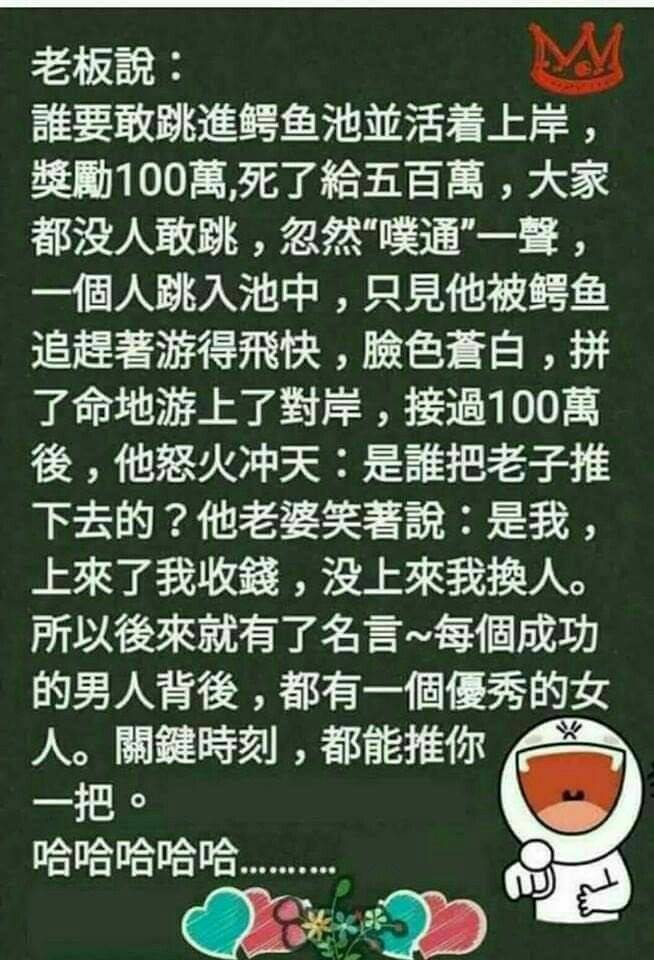 老板說：
誰要敢跳進鳄鱼池並活着上岸，
獎勵100萬,死了給五百萬，大家
都没人敢跳，忽然“噗通”一聲，
一個人跳入池中，只見他被鳄鱼
追趕著游得飛快，臉色蒼白，拼
了命地游上了對岸，接過100萬
後，他怒火冲天：是誰把老子推
下去的？他老婆笑著說：是我，
上來了我收錢，没上來我換人。
所以後來就有了名言~每個成功
的男人背後，都有一個優秀的女
人。關鍵時刻，都能推你
一把。
哈哈哈哈哈..........